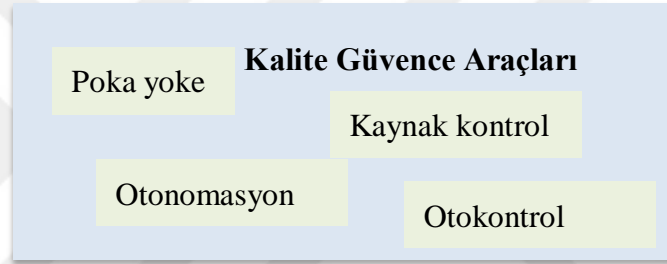 Kalite Güvence Araçları
Poka yoke
Kaynak kontrol
Otonomasyon
Otokontrol